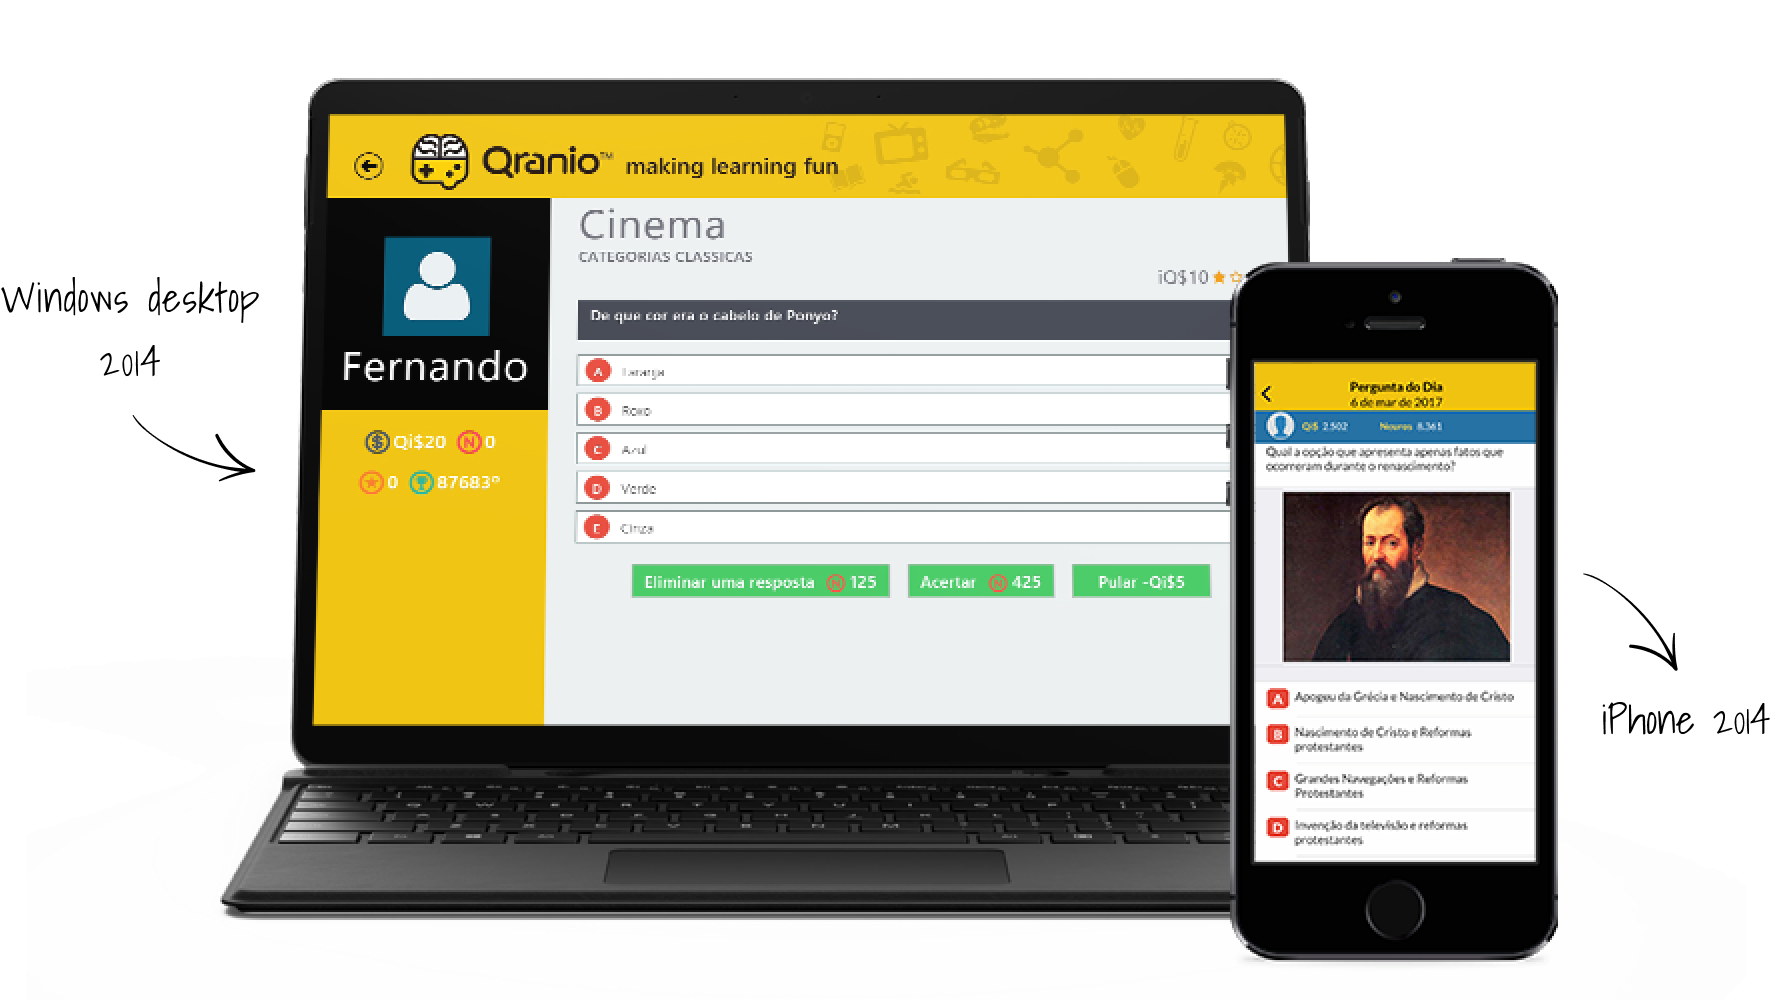 Qranio™ making learning fun
Cinema
CATEGORIAS CLASSICAS
iQ$10
De que cor era o cabelo de Ponyo?
A Laranja
B Roxo
C Azul
D Verde
E Cinza
Eliminar uma resposta N 125
Acertar N 425
Pular -Qi$5
Fernando
$ Qi$20 N 0
0 87683º
Windows desktop
2014
Pergunta do Dia
6 de mar de 2017
Qi$ 2.502 Neuros 8.361
Qual a opção que apresenta apenas fatos que
ocorreram durante o renascimento?
A Apogeu da Grécia e Nascimento de Cristo
B Nascimento de Cristo e Reformas
protestantes
C Grandes Navegações e Reformas
Protestantes
D Invenção da televisão e reformas
protestantes
iPhone 2014